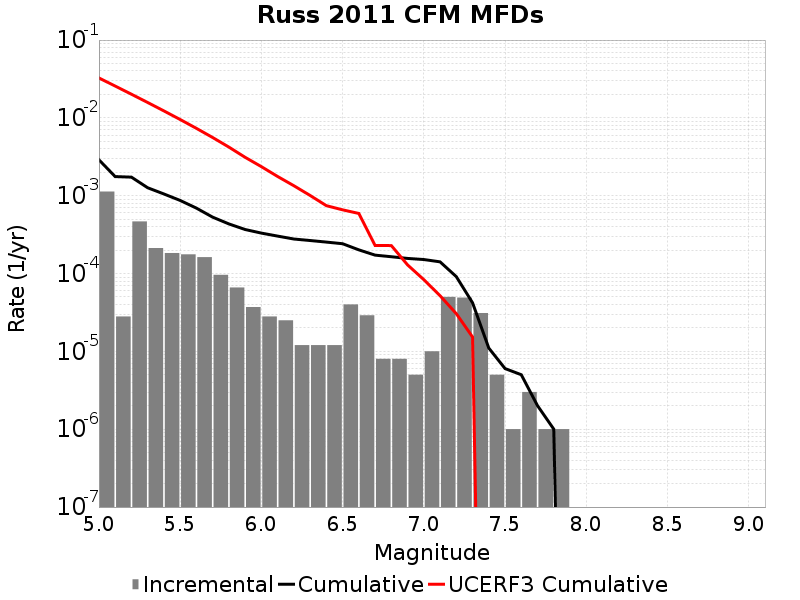 Russ 2011 CFM MFDs
Rate (1/yr)
10-1
10-2
10-3
10-4
10-5
10-6
10-7
5.0 5.5 6.0 6.5 7.0 7.5 8.0 8.5 9.0
Magnitude
Incremental Cumulative UCERF3 Cumulative